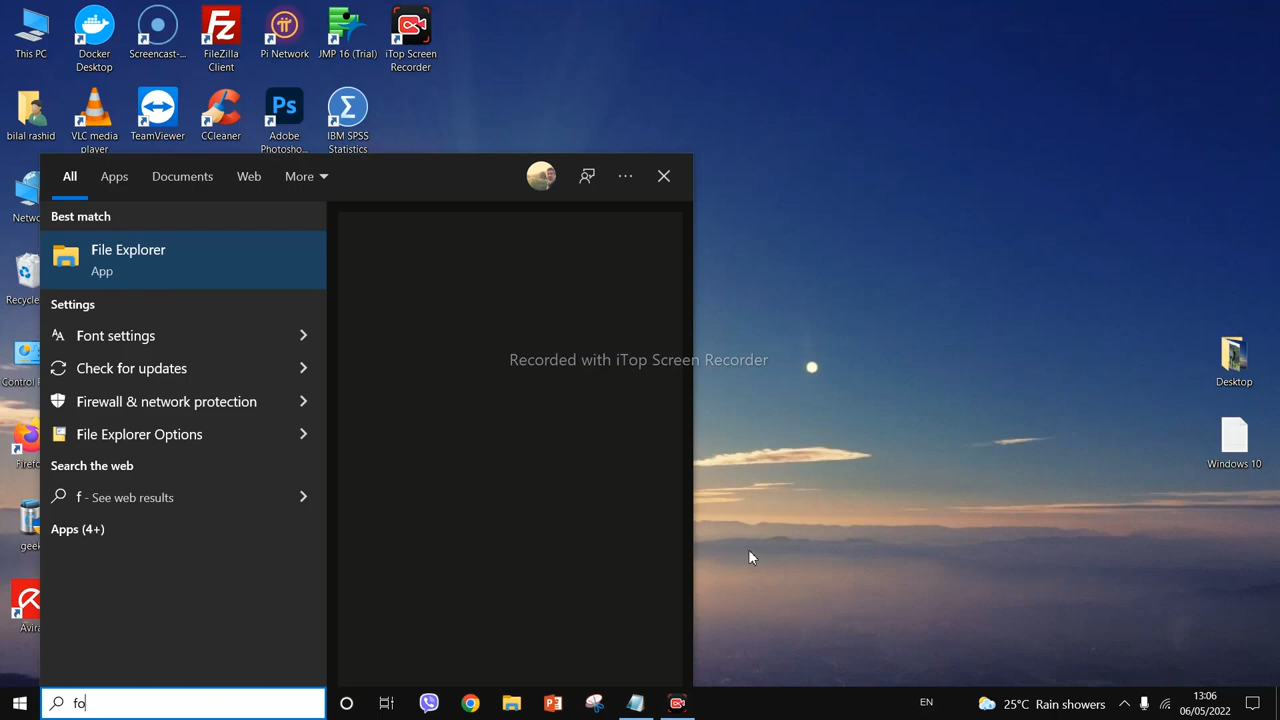 This PC
Docker
Desktop
Screencast-...
FileZilla
Client
Pi Network
JMP 16 (Trial)
iTop Screen
Recorder
bilal rashid
VLC media
player
TeamViewer
CCleaner
Adobe
Photosho...
IBM SPSS
Statistics
All
Apps
Documents
Web
More
Best match
File Explorer
App
Settings
Font settings
Check for updates
Firewall & network protection
File Explorer Options
Search the web
f - See web results
Apps (4+)
Recorded with iTop Screen Recorder
Desktop
Windows 10
fo
EN
25°C Rain showers
13:06
06/05/2022